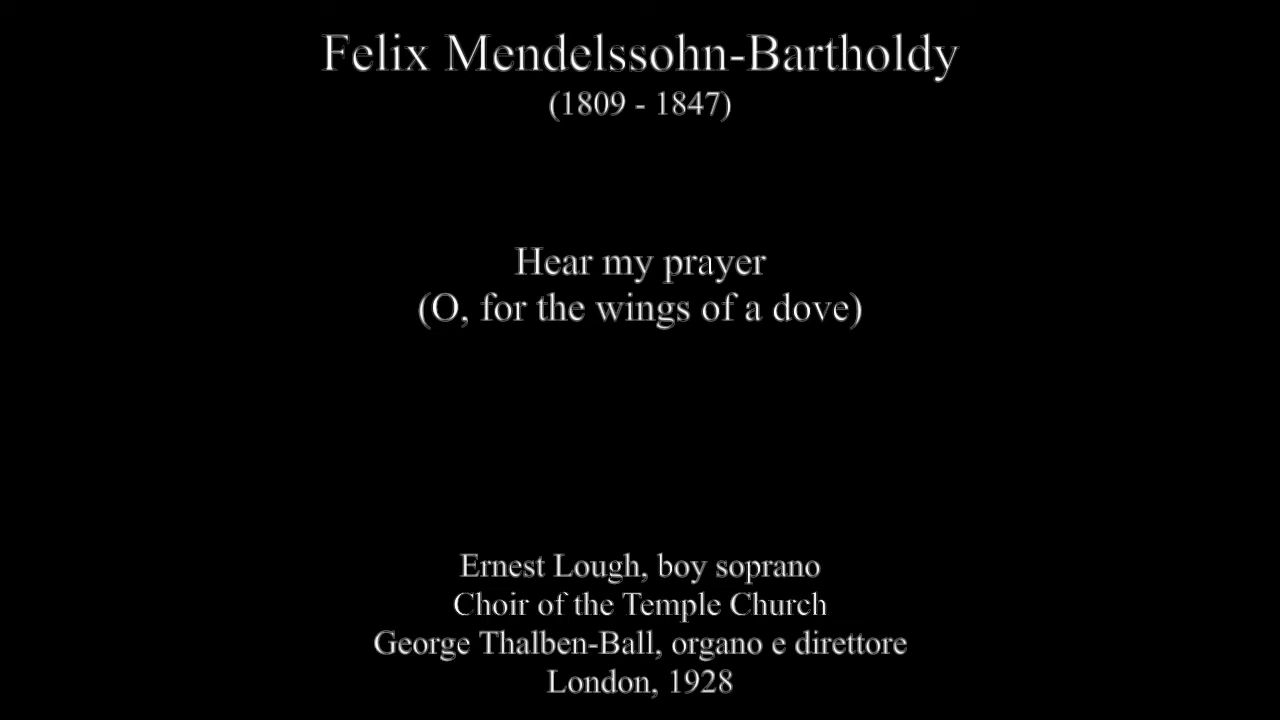 Felix Mendelssohn-Bartholdy
(1809 - 1847)
Hear my prayer
(O, for the wings of a dove)
Ernest Lough, boy soprano
Choir of the Temple Church
George Thalben-Ball, organo e direttore
London, 1928